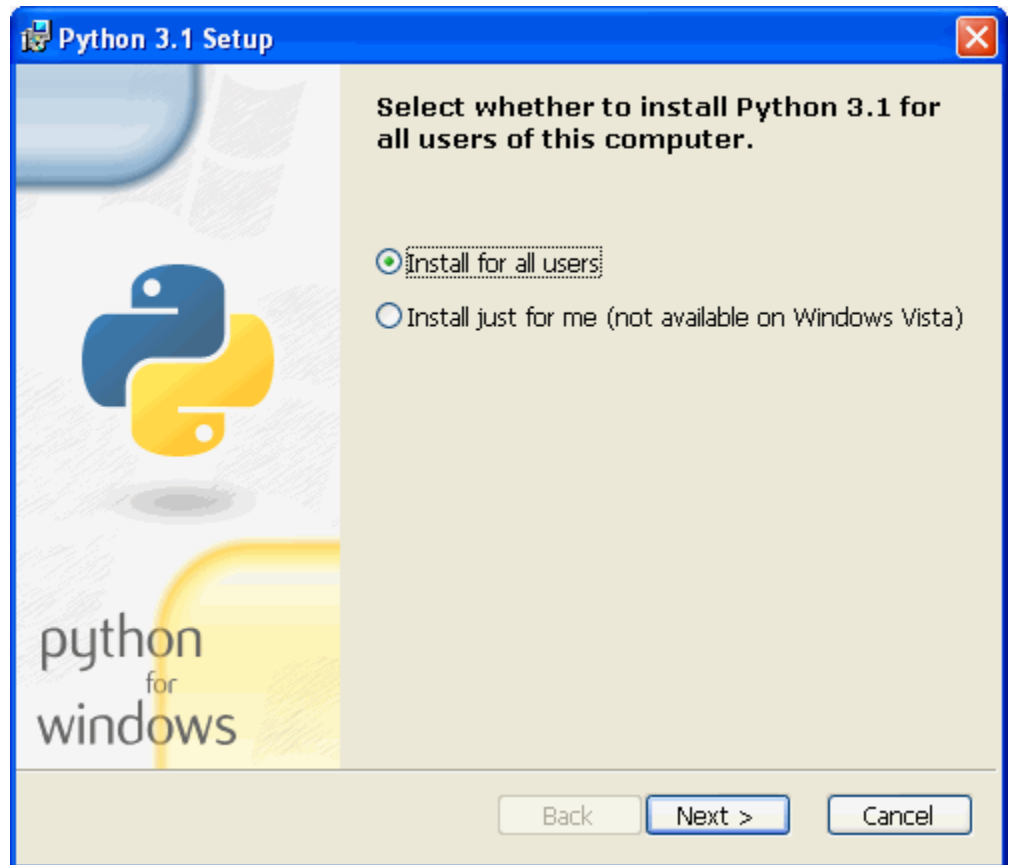 Python 3.1 Setup
Select whether to install Python 3.1 for
all users of this computer.
Install for all users
Install just for me (not available on Windows Vista)
python
for
windows
Back
Next >
Cancel